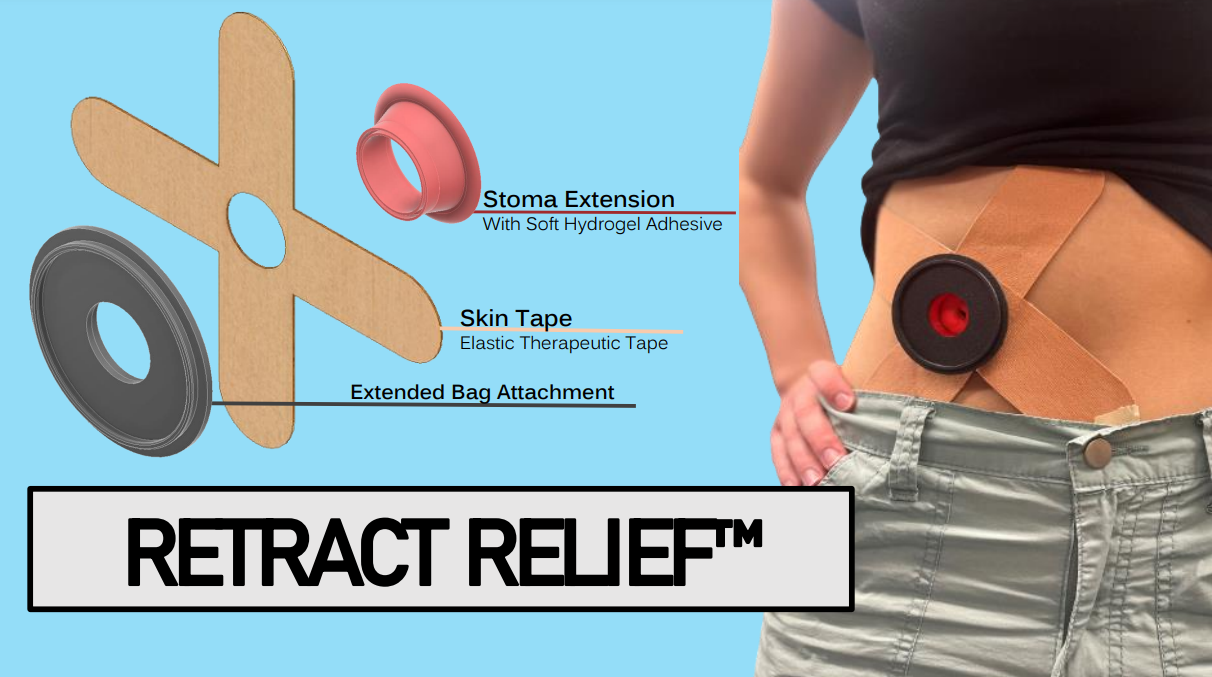 Stoma Extension
With Soft Hydrogel Adhesive
Skin Tape
Elastic Therapeutic Tape
Extended Bag Attachment
RETRACT RELIEF™